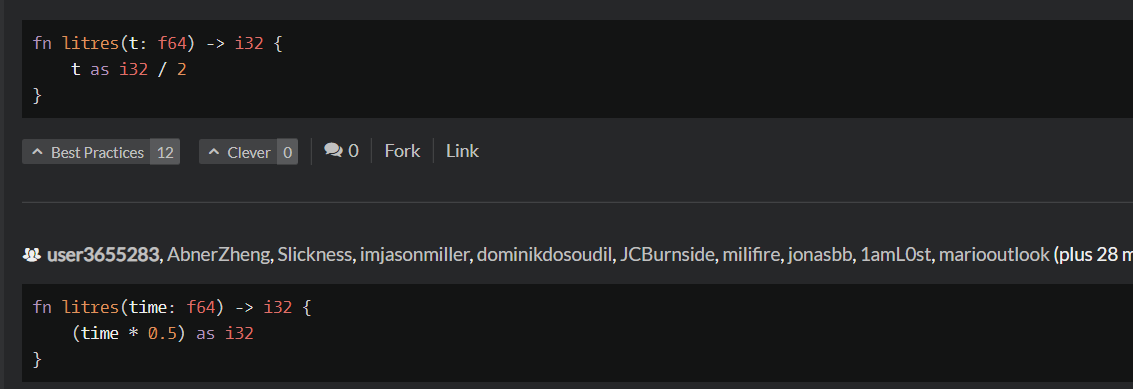 fn litres(t: f64) -> i32 {
    t as i32 / 2
}
Best Practices 12 Clever 0 0 Fork Link
user3655283, AbnerZheng, Slickness, imjasonmiller, dominikdosoudil, JCBurnside, milifire, jonasbb, 1amL0st, mariooutlook (plus 28 m
fn litres(time: f64) -> i32 {
    (time * 0.5) as i32
}